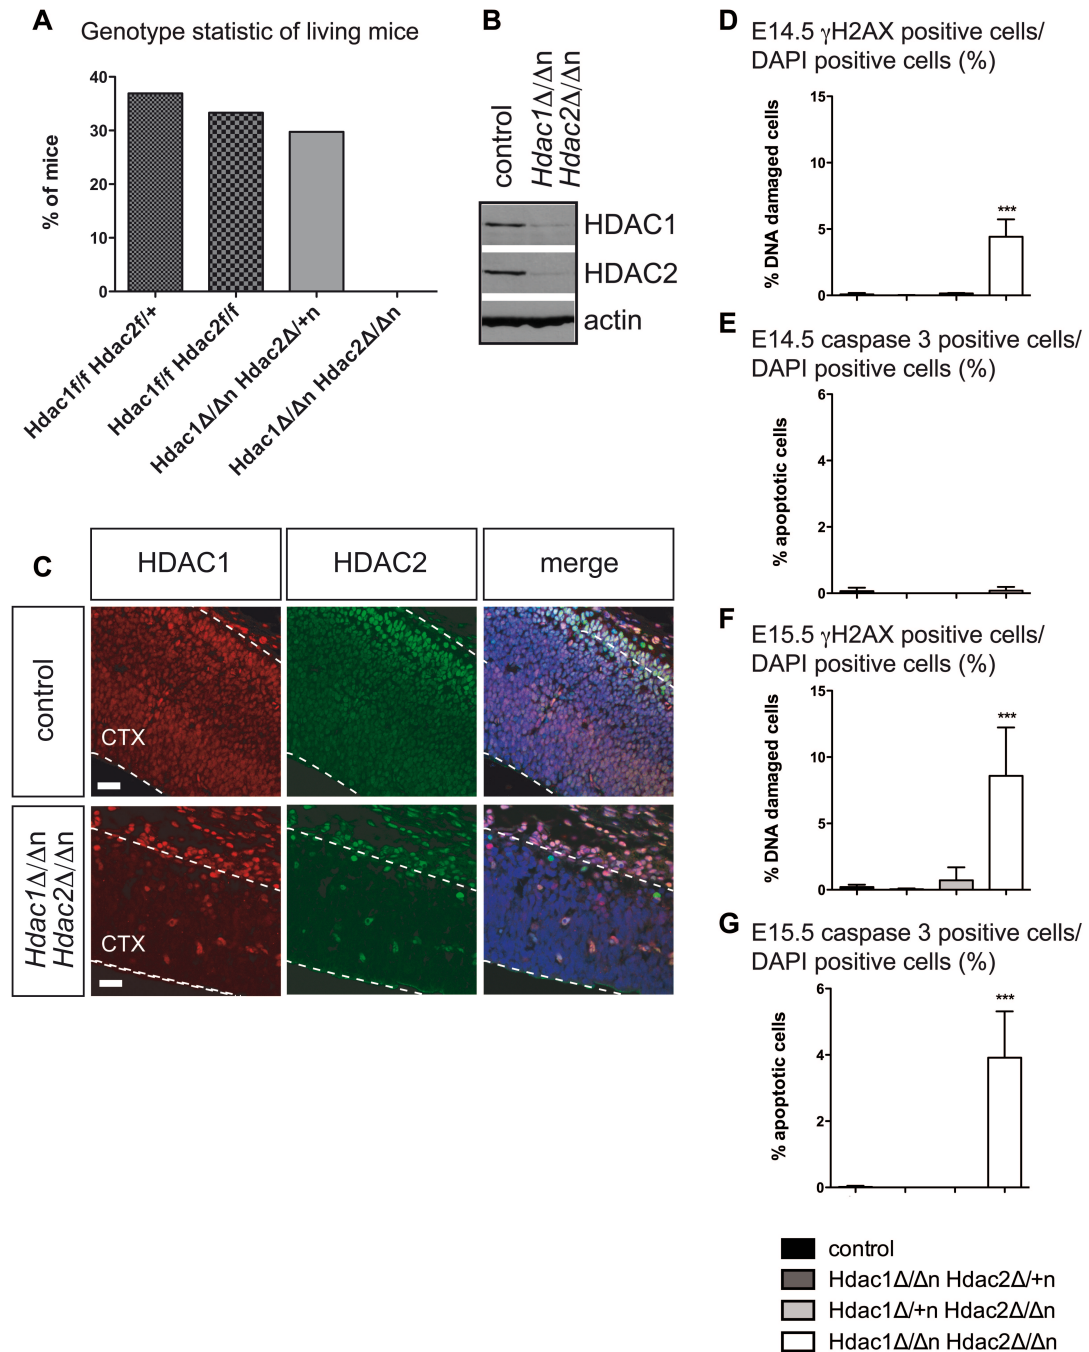 A
Genotype statistic of living mice
% of mice
40
30
20
10
0
Hdac1f/f Hdac2f/+
Hdac1f/f Hdac2f/f
Hdac1Δ/Δn Hdac2Δ/+n
Hdac1Δ/Δn Hdac2Δ/Δn
B
control
Hdac1Δ/Δn
Hdac2Δ/Δn
HDAC1
HDAC2
actin
C
HDAC1
HDAC2
merge
control
CTX
Hdac1Δ/Δn
Hdac2Δ/Δn
CTX
D
E14.5 γH2AX positive cells/
DAPI positive cells (%)
% DNA damaged cells
15
10
5
0
***
E
E14.5 caspase 3 positive cells/
DAPI positive cells (%)
% apoptotic cells
6
4
2
0
F
E15.5 γH2AX positive cells/
DAPI positive cells (%)
% DNA damaged cells
15
10
5
0
***
G
E15.5 caspase 3 positive cells/
DAPI positive cells (%)
% apoptotic cells
6
4
2
0
***
control
Hdac1Δ/Δn Hdac2Δ/+n
Hdac1Δ/+n Hdac2Δ/Δn
Hdac1Δ/Δn Hdac2Δ/Δn